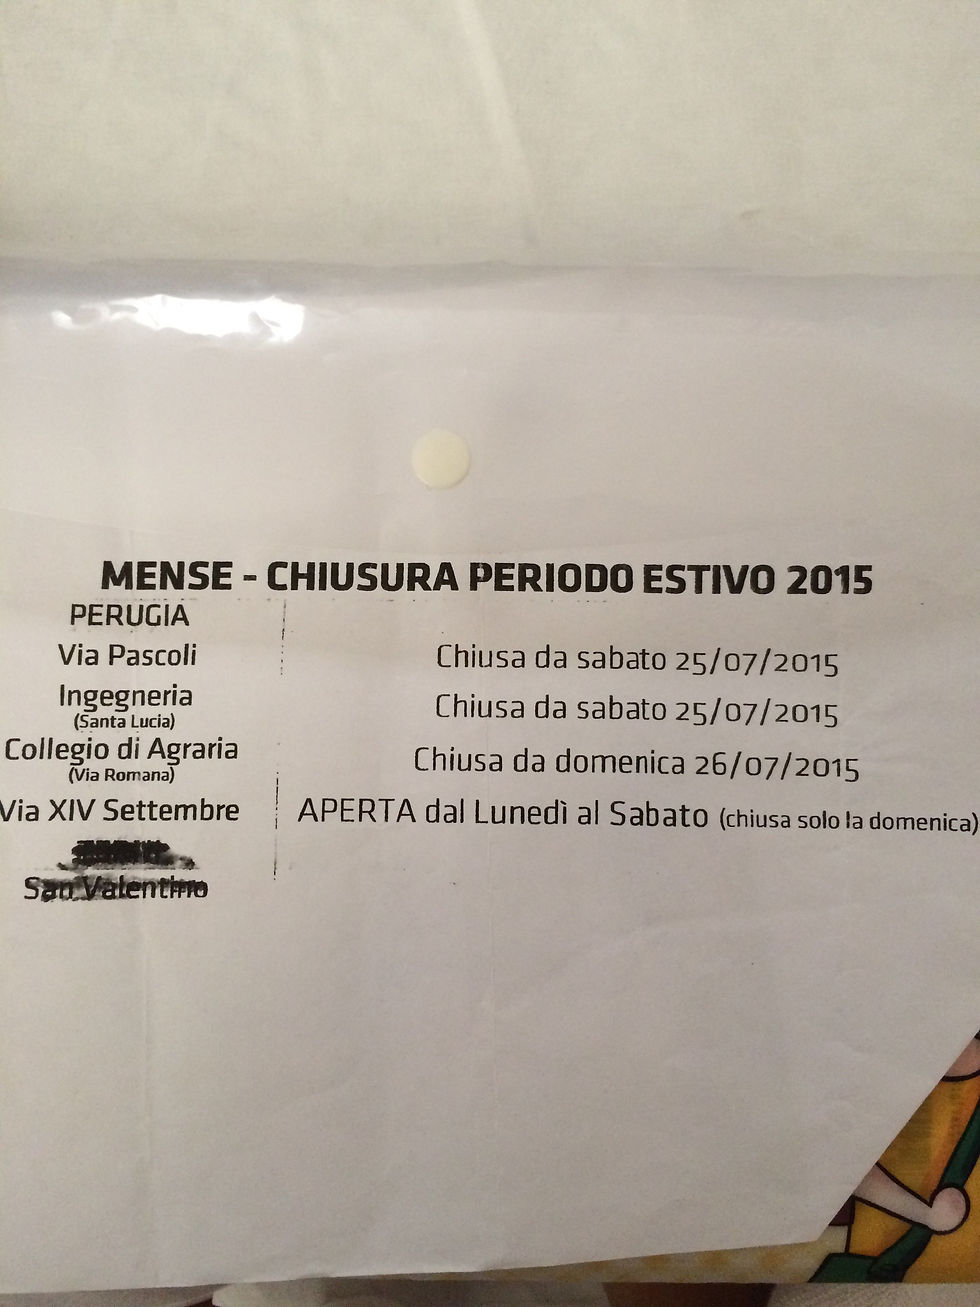 MENSE - CHIUSURA PERIODO ESTIVO 2015
PERUGIA
Via Pascoli Chiusa da sabato 25/07/2015
Ingegneria Chiusa da sabato 25/07/2015
(Santa Lucia)
Collegio di Agraria Chiusa da domenica 26/07/2015
(Via Romana)
Via XIV Settembre APERTA dal Lunedì al Sabato (chiusa solo la domenica)
San Valentino